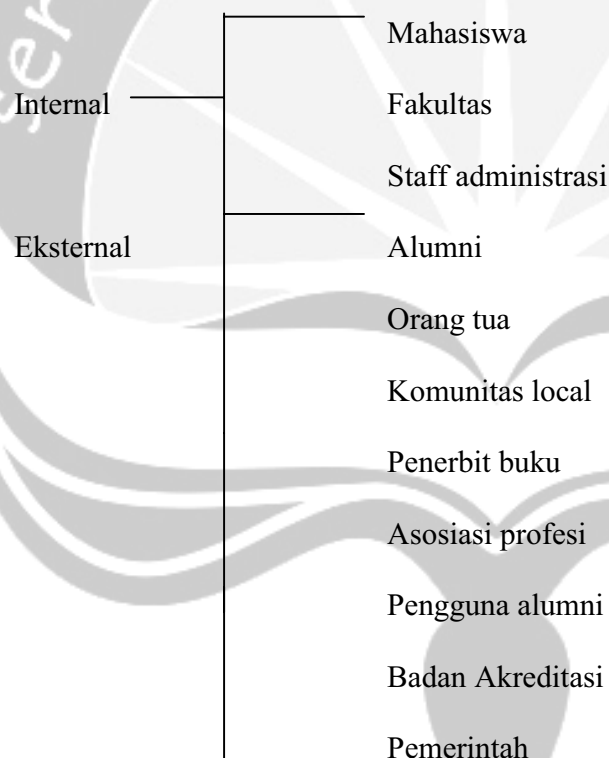 Mahasiswa
Internal Fakultas
Staff administrasi
Eksternal Alumni
Orang tua
Komunitas local
Penerbit buku
Asosiasi profesi
Pengguna alumni
Badan Akreditasi
Pemerintah